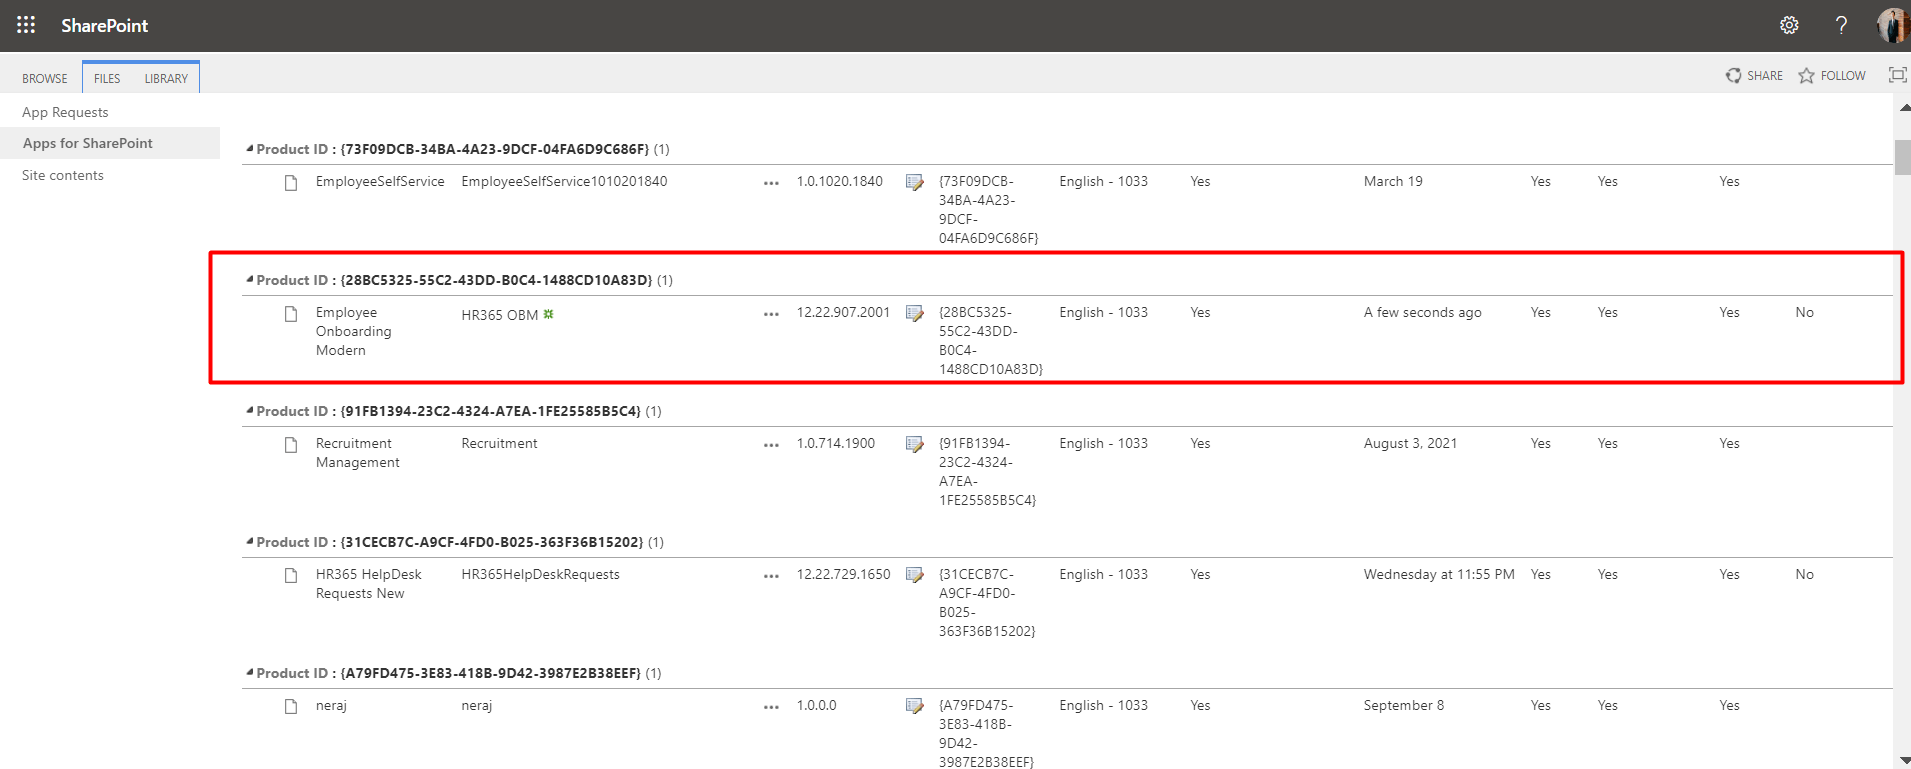 SharePoint
?
BROWSE FILES LIBRARY SHARE FOLLOW
App Requests
Apps for SharePoint
Site contents
Product ID : {73F09DCB-34BA-4A23-9DCF-04FA6D9C686F} (1)
EmployeeSelfService EmployeeSelfService1010201840 ... 1.0.1020.1840 {73F09DCB- English - 1033 Yes March 19 Yes Yes Yes
34BA-4A23-
9DCF-
04FA6D9C686F}
Product ID : {28BC5325-55C2-43DD-B0C4-1488CD10A83D} (1)
Employee HR365 OBM ... 12.22.907.2001 {28BC5325- English - 1033 Yes A few seconds ago Yes Yes Yes No
Onboarding 55C2-43DD-
Modern B0C4-
1488CD10A83D}
Product ID : {91FB1394-23C2-4324-A7EA-1FE25585B5C4} (1)
Recruitment Recruitment ... 1.0.714.1900 {91FB1394- English - 1033 Yes August 3, 2021 Yes Yes Yes
Management 23C2-4324-
A7EA-
1FE25585B5C4}
Product ID : {31CECB7C-A9CF-4FD0-B025-363F36B15202} (1)
HR365 HelpDesk HR365HelpDeskRequests ... 12.22.729.1650 {31CECB7C- English - 1033 Yes Wednesday at 11:55 PM Yes Yes Yes No
Requests New A9CF-4FD0-
B025-
363F36B15202}
Product ID : {A79FD475-3E83-418B-9D42-3987E2B38EEF} (1)
neraj neraj ... 1.0.0.0 {A79FD475- English - 1033 Yes September 8 Yes Yes Yes
3E83-418B-
9D42-
3987E2B38EEF}